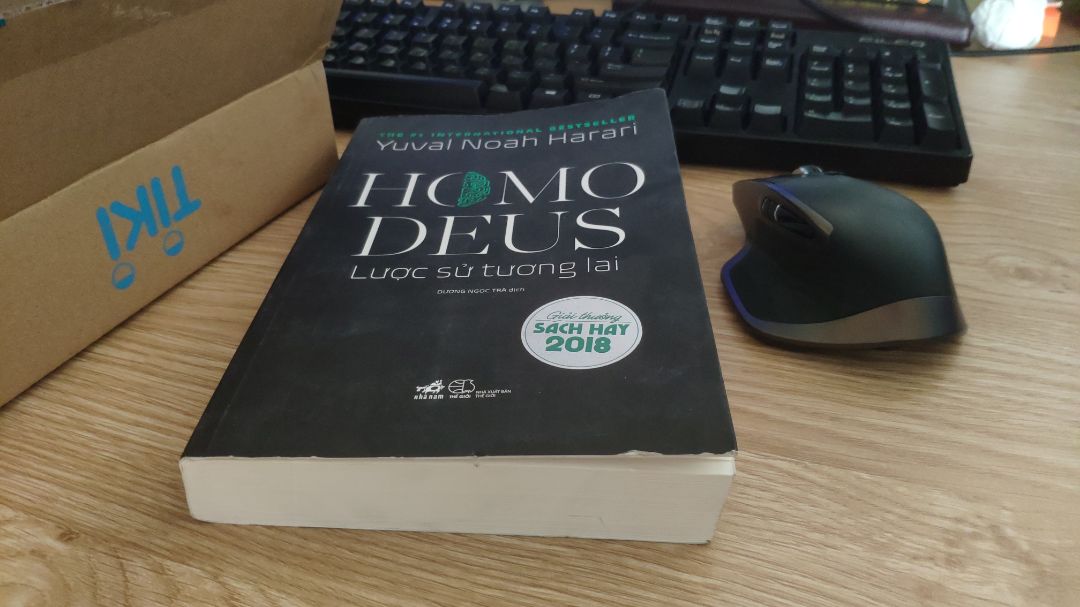 THE #1 INTERNATIONAL BESTSELLER
Yuval Noah Harari
HOMO
DEUS
Lược sử tương lai
DƯƠNG NGỌC TRÀ dịch
Giải thưởng
SÁCH HAY
2018
nhã nam
THẾ GIỚI
NHÀ XUẤT BẢN
THẾ GIỚI
TIKI